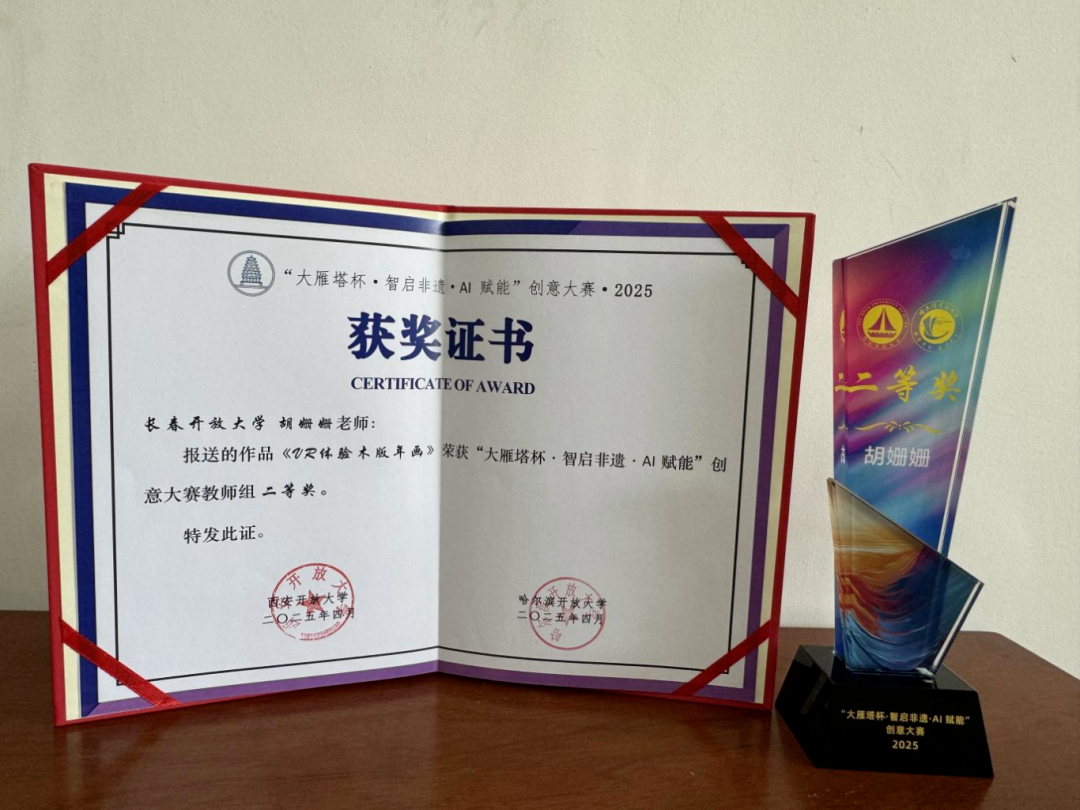 “大雁塔杯·智启非遗·AI 赋能”创意大赛·2025
获奖证书
CERTIFICATE OF AWARD
长春开放大学 胡姗姗老师：
报送的作品《VR体验木版年画》荣获“大雁塔杯·智启非遗·AI 赋能”创
意大赛教师组 二等奖。
特发此证。
西安开放大学
二〇二五年四月
哈尔滨开放大学
二〇二五年四月
二等奖
胡姗姗
“大雁塔杯·智启非遗·AI 赋能”
创意大赛
2025